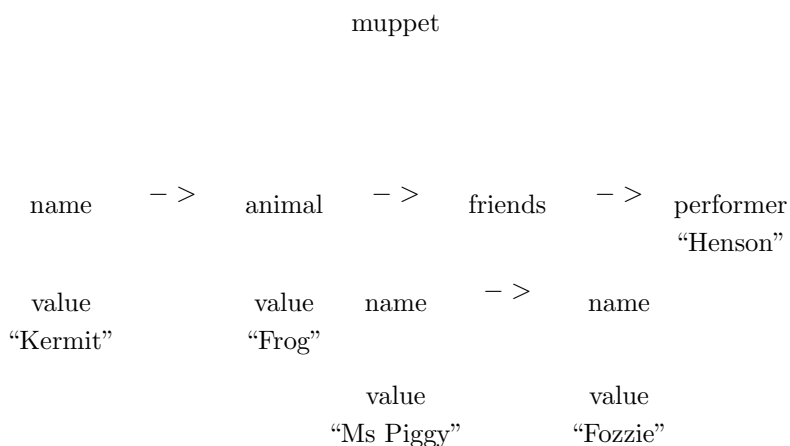 muppet
name −> animal −> friends −> performer
“Henson”
value value name −> name
“Kermit” “Frog”
value value
“Ms Piggy” “Fozzie”